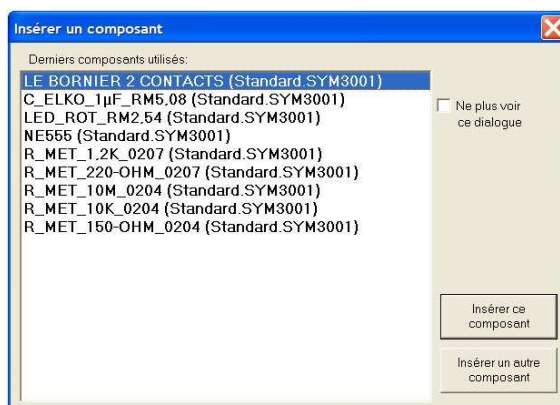 Insérer un composant
Derniers composants utilisés:
LE BORNIER 2 CONTACTS (Standard.SYM3001)
C_ELKO_1µF_RM5,08 (Standard.SYM3001)
LED_ROT_RM2,54 (Standard.SYM3001)
NE555 (Standard.SYM3001)
R_MET_1,2K_0207 (Standard.SYM3001)
R_MET_220-OHM_0207 (Standard.SYM3001)
R_MET_10M_0204 (Standard.SYM3001)
R_MET_10K_0204 (Standard.SYM3001)
R_MET_150-OHM_0204 (Standard.SYM3001)
Ne plus voir
ce dialogue
Insérer ce
composant
Insérer un autre
composant